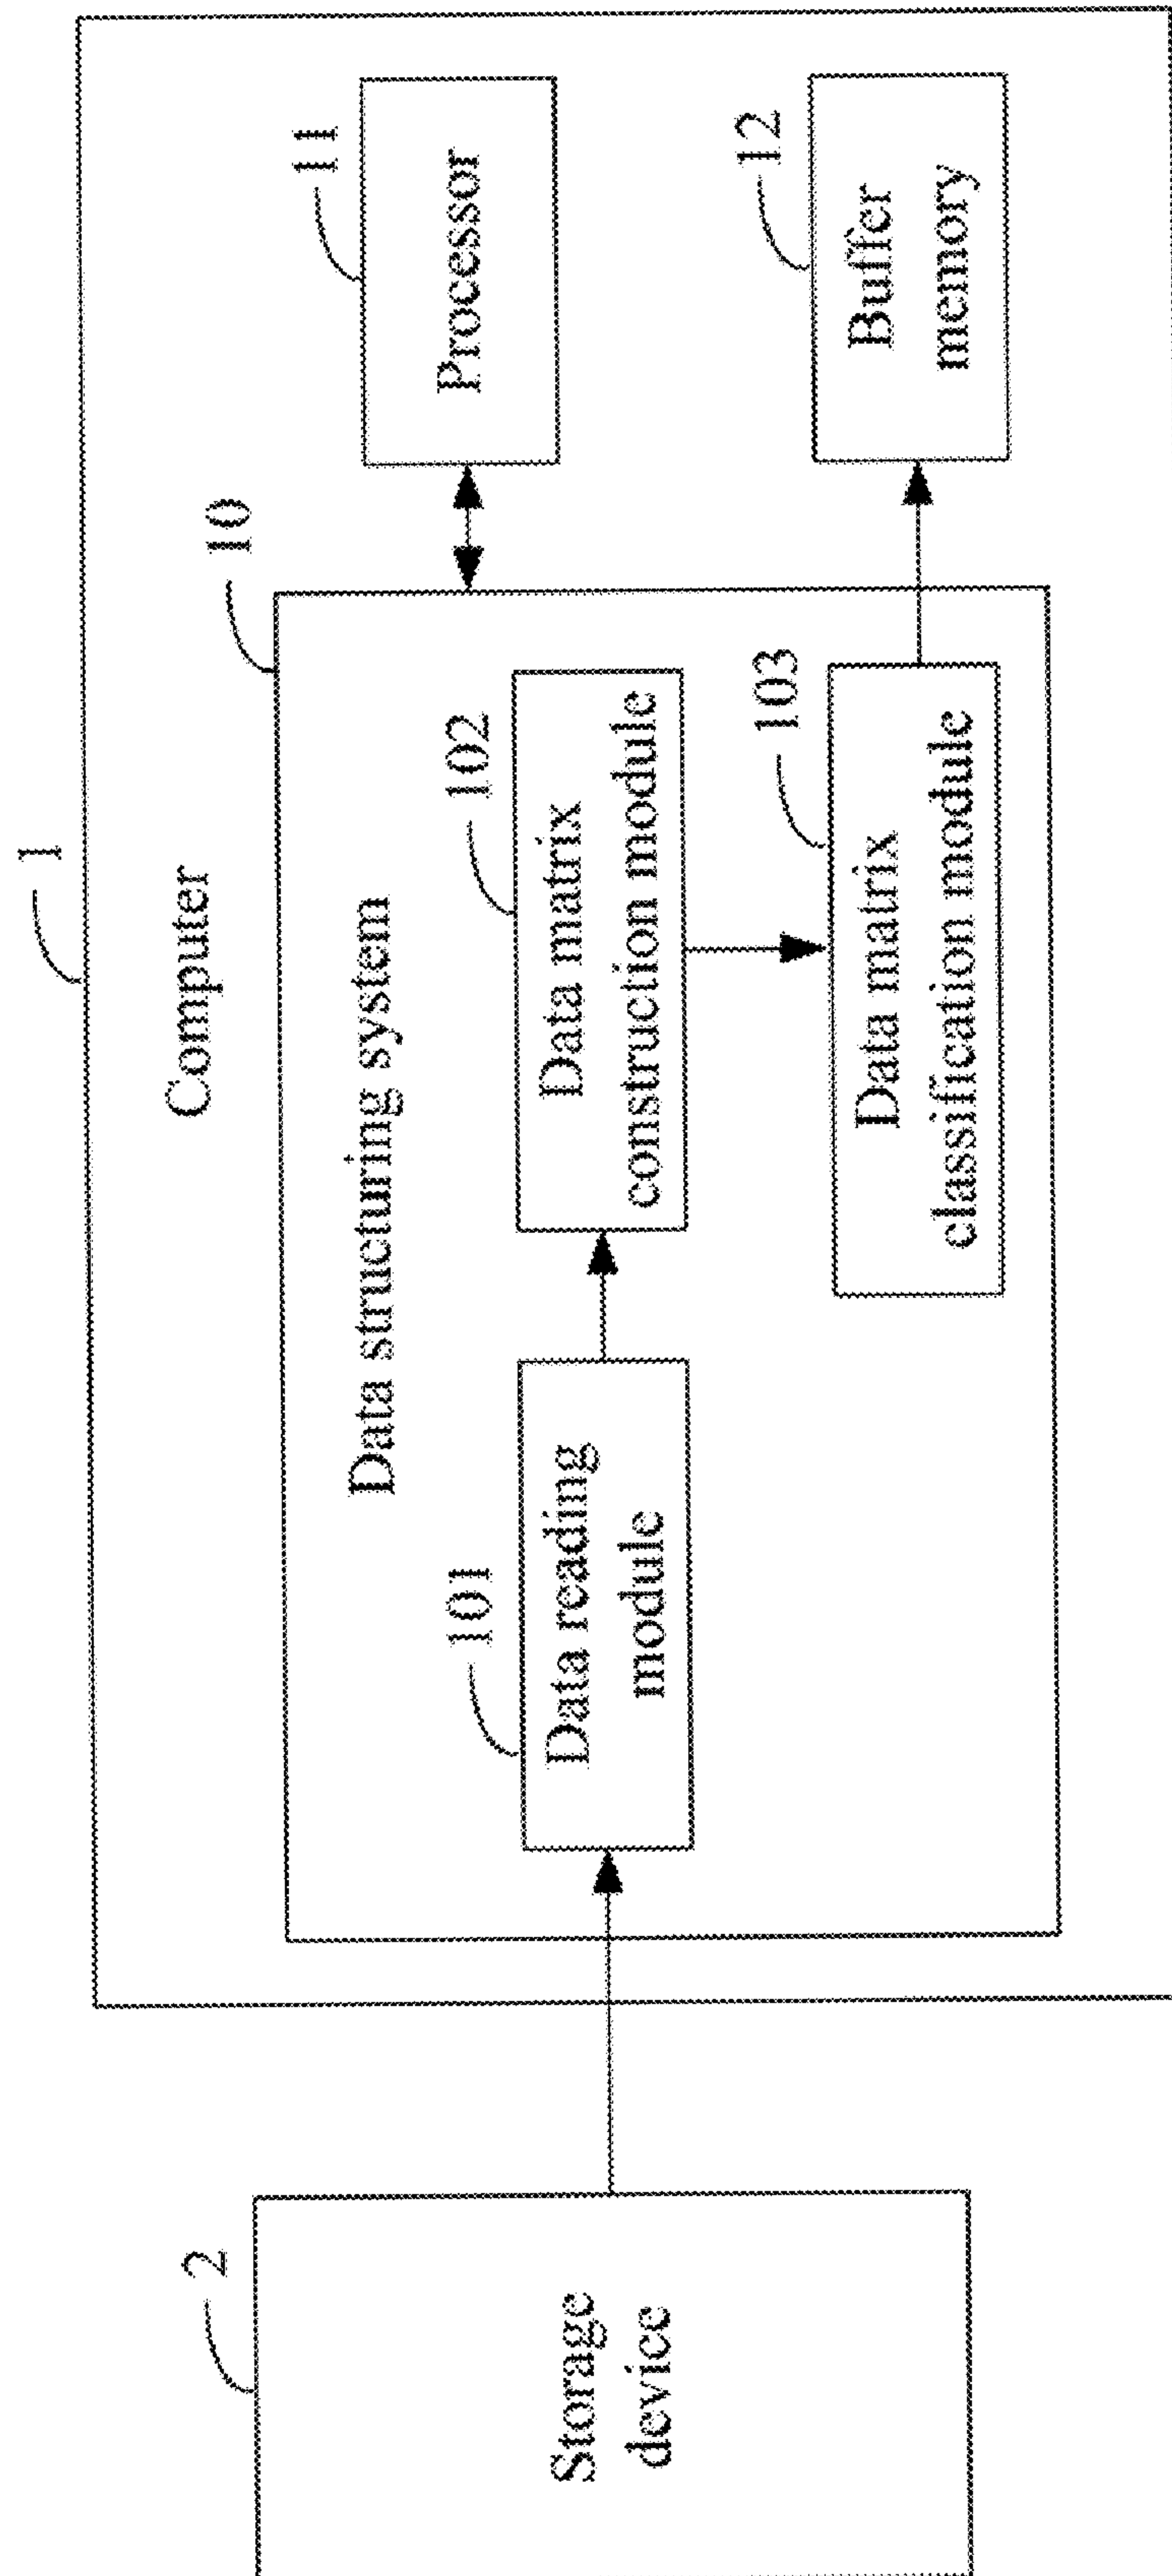 1
Computer
10
Data structuring system
2
Storage
device
101
Data reading
module
102
Data matrix
construction module
103
Data matrix
classification module
11
Processor
12
Buffer
memory